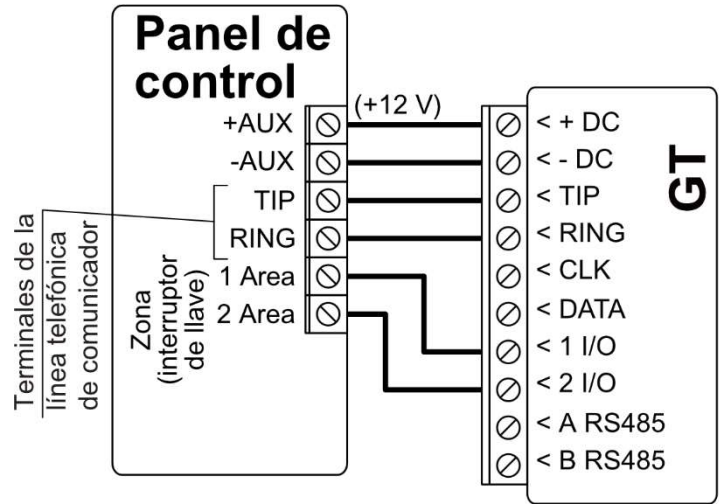 Panel de
control
(+12 V)
+AUX
-AUX
TIP
RING
1 Area
2 Area
Zona
(interruptor
de llave)
Terminales de la
línea telefónica
de comunicador
GT
< + DC
< - DC
< TIP
< RING
< CLK
< DATA
< 1 I/O
< 2 I/O
< A RS485
< B RS485